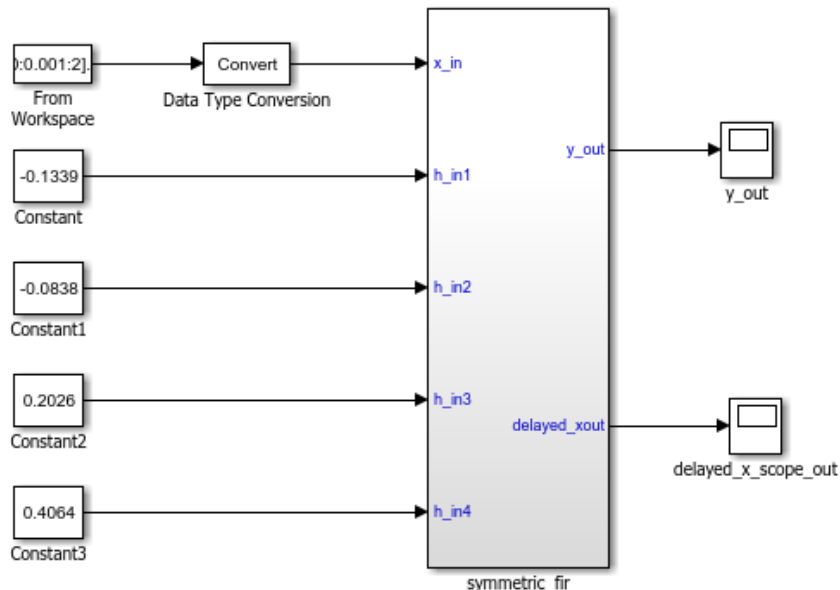 ):0.001:2].
From
Workspace
Convert
Data Type Conversion
-0.1339
Constant
-0.0838
Constant1
0.2026
Constant2
0.4064
Constant3
x_in
h_in1
h_in2
h_in3
h_in4
y_out
delayed_xout
symmetric_fir
y_out
delayed_x_scope_out